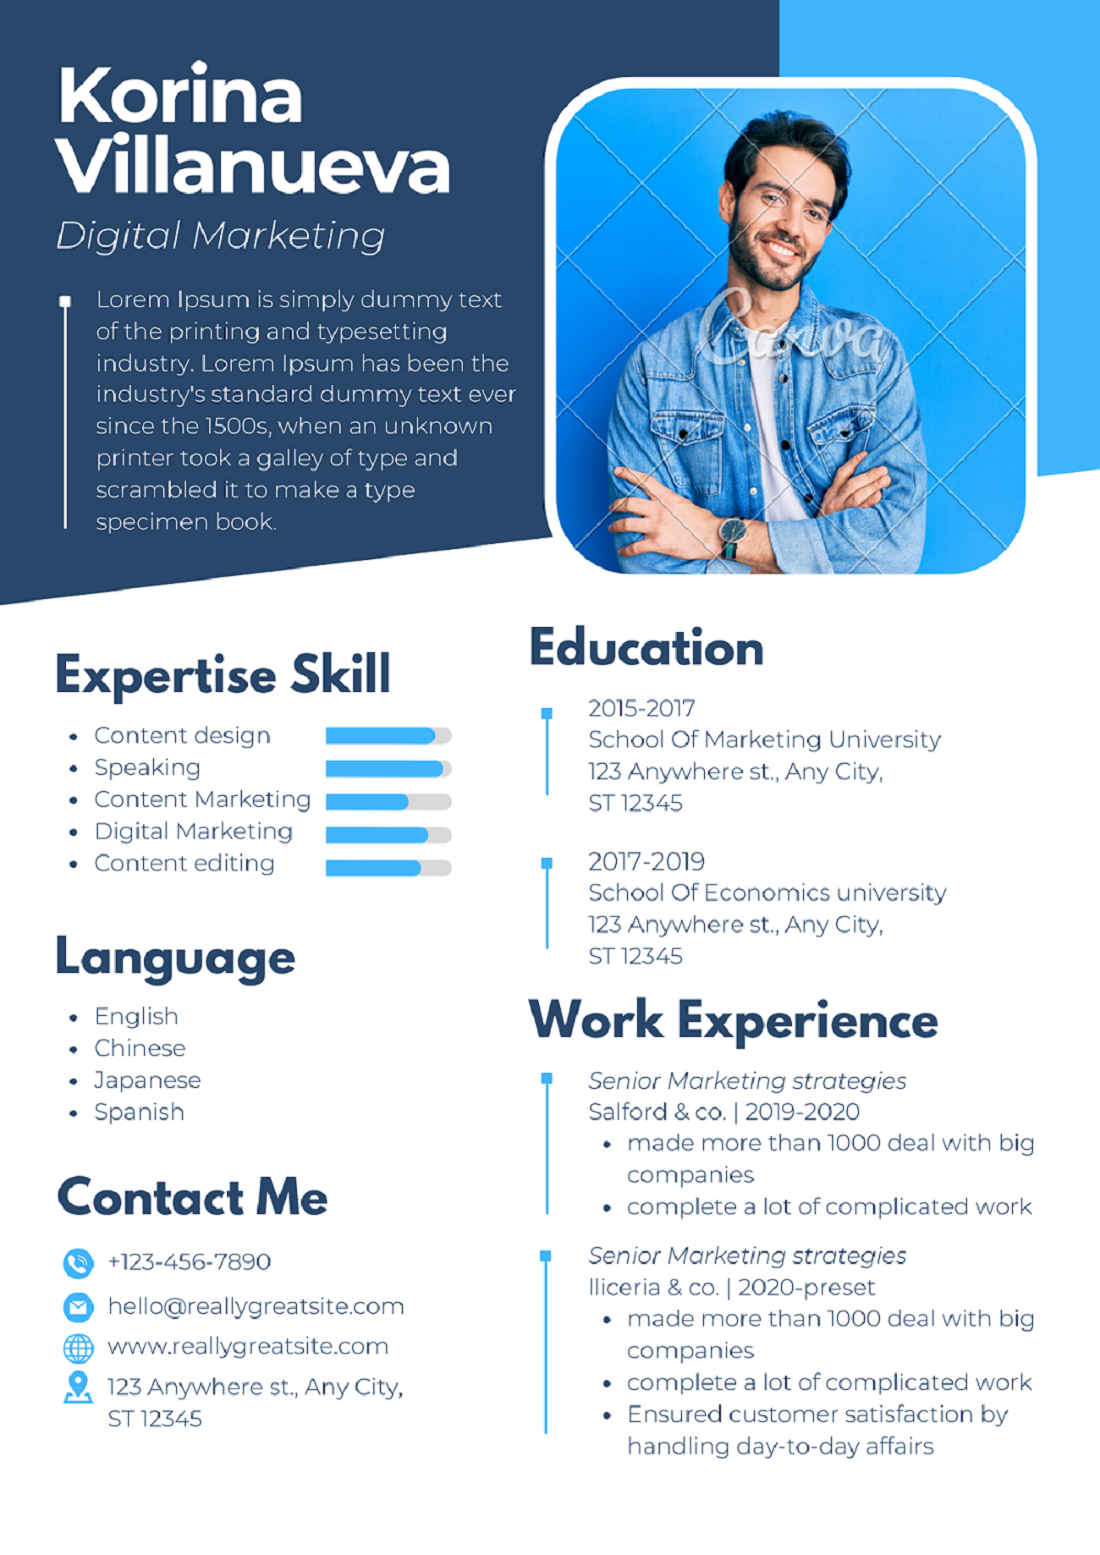 Korina
Villanueva
Digital Marketing
Lorem Ipsum is simply dummy text
of the printing and typesetting
industry. Lorem Ipsum has been the
industry's standard dummy text ever
since the 1500s, when an unknown
printer took a galley of type and
scrambled it to make a type
specimen book.
Canva
Expertise Skill
• Content design
• Speaking
• Content Marketing
• Digital Marketing
• Content editing
Language
• English
• Chinese
• Japanese
• Spanish
Contact Me
+123-456-7890
hello@reallygreatsite.com
www.reallygreatsite.com
123 Anywhere st., Any City,
ST 12345
Education
2015-2017
School Of Marketing University
123 Anywhere st., Any City,
ST 12345
2017-2019
School Of Economics university
123 Anywhere st., Any City,
ST 12345
Work Experience
Senior Marketing strategies
Salford & co. | 2019-2020
• made more than 1000 deal with big
companies
• complete a lot of complicated work
Senior Marketing strategies
lliceria & co. | 2020-preset
• made more than 1000 deal with big
companies
• complete a lot of complicated work
• Ensured customer satisfaction by
handling day-to-day affairs